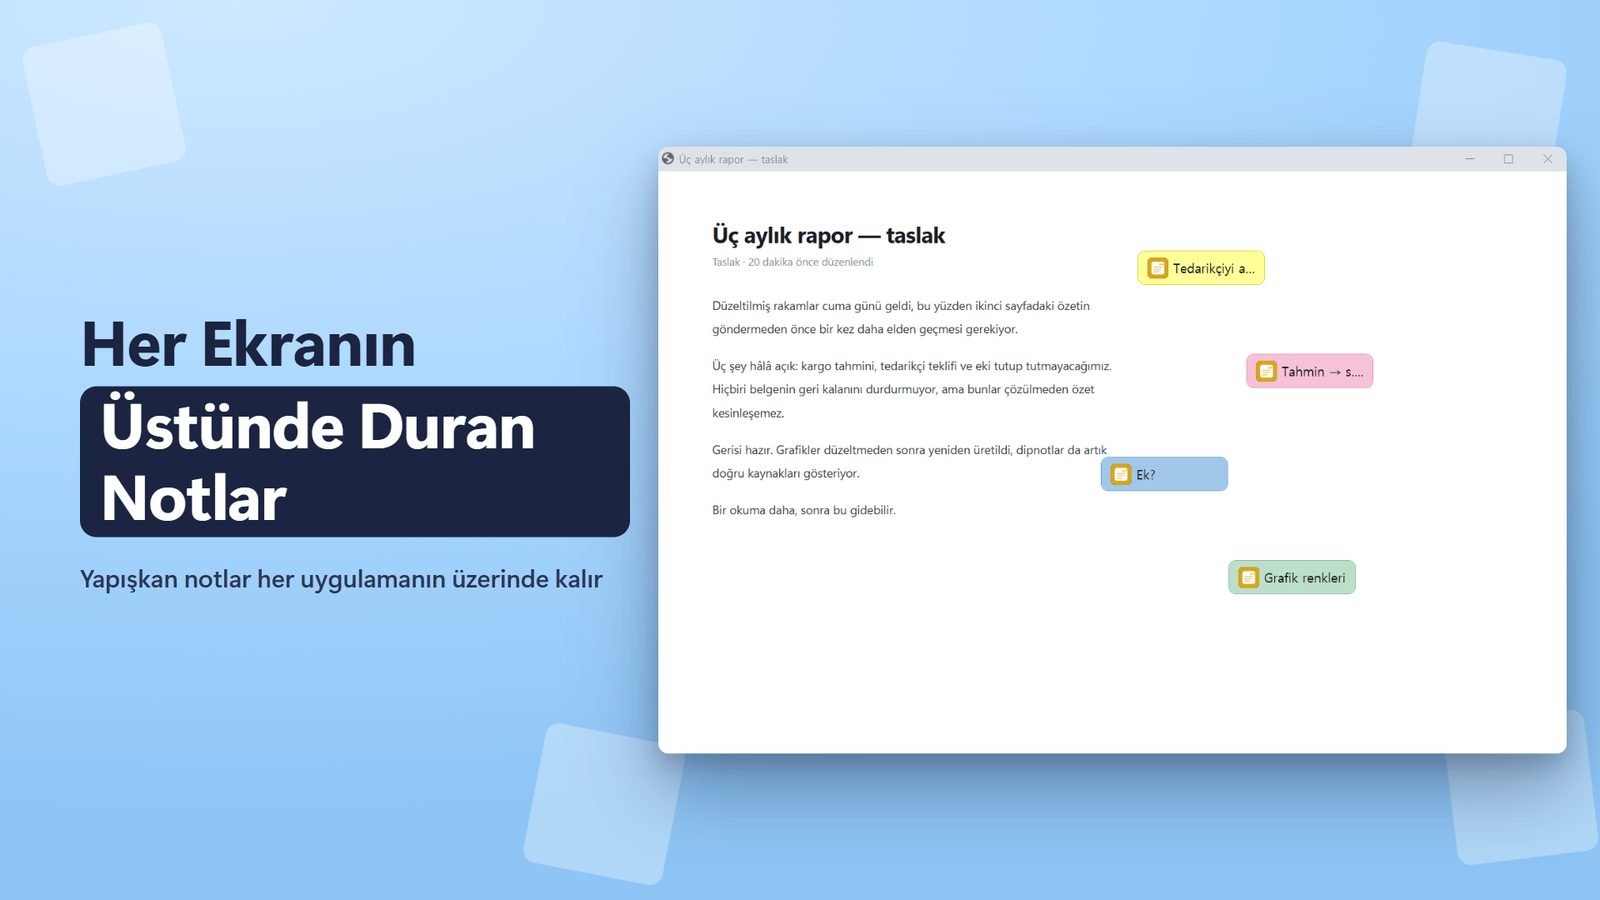 Her Ekranın
Üstünde Duran
Notlar
Yapışkan notlar her uygulamanın üzerinde kalır
Üç aylık rapor — taslak
Üç aylık rapor — taslak
Taslak · 20 dakika önce düzenlendi
Düzeltilmiş rakamlar cuma günü geldi, bu yüzden ikinci sayfadaki özetin
göndermeden önce bir kez daha elden geçmesi gerekiyor.
Üç şey hâlâ açık: kargo tahmini, tedarikçi teklifi ve eki tutup tutmayacağımız.
Hiçbiri belgenin geri kalanını durdurmuyor, ama bunlar çözülmeden özet
kesinleşemez.
Gerisi hazır. Grafikler düzeltmeden sonra yeniden üretildi, dipnotlar da artık
doğru kaynakları gösteriyor.
Bir okuma daha, sonra bu gidebilir.
Tedarikçiyi a...
Tahmin → s....
Ek?
Grafik renkleri